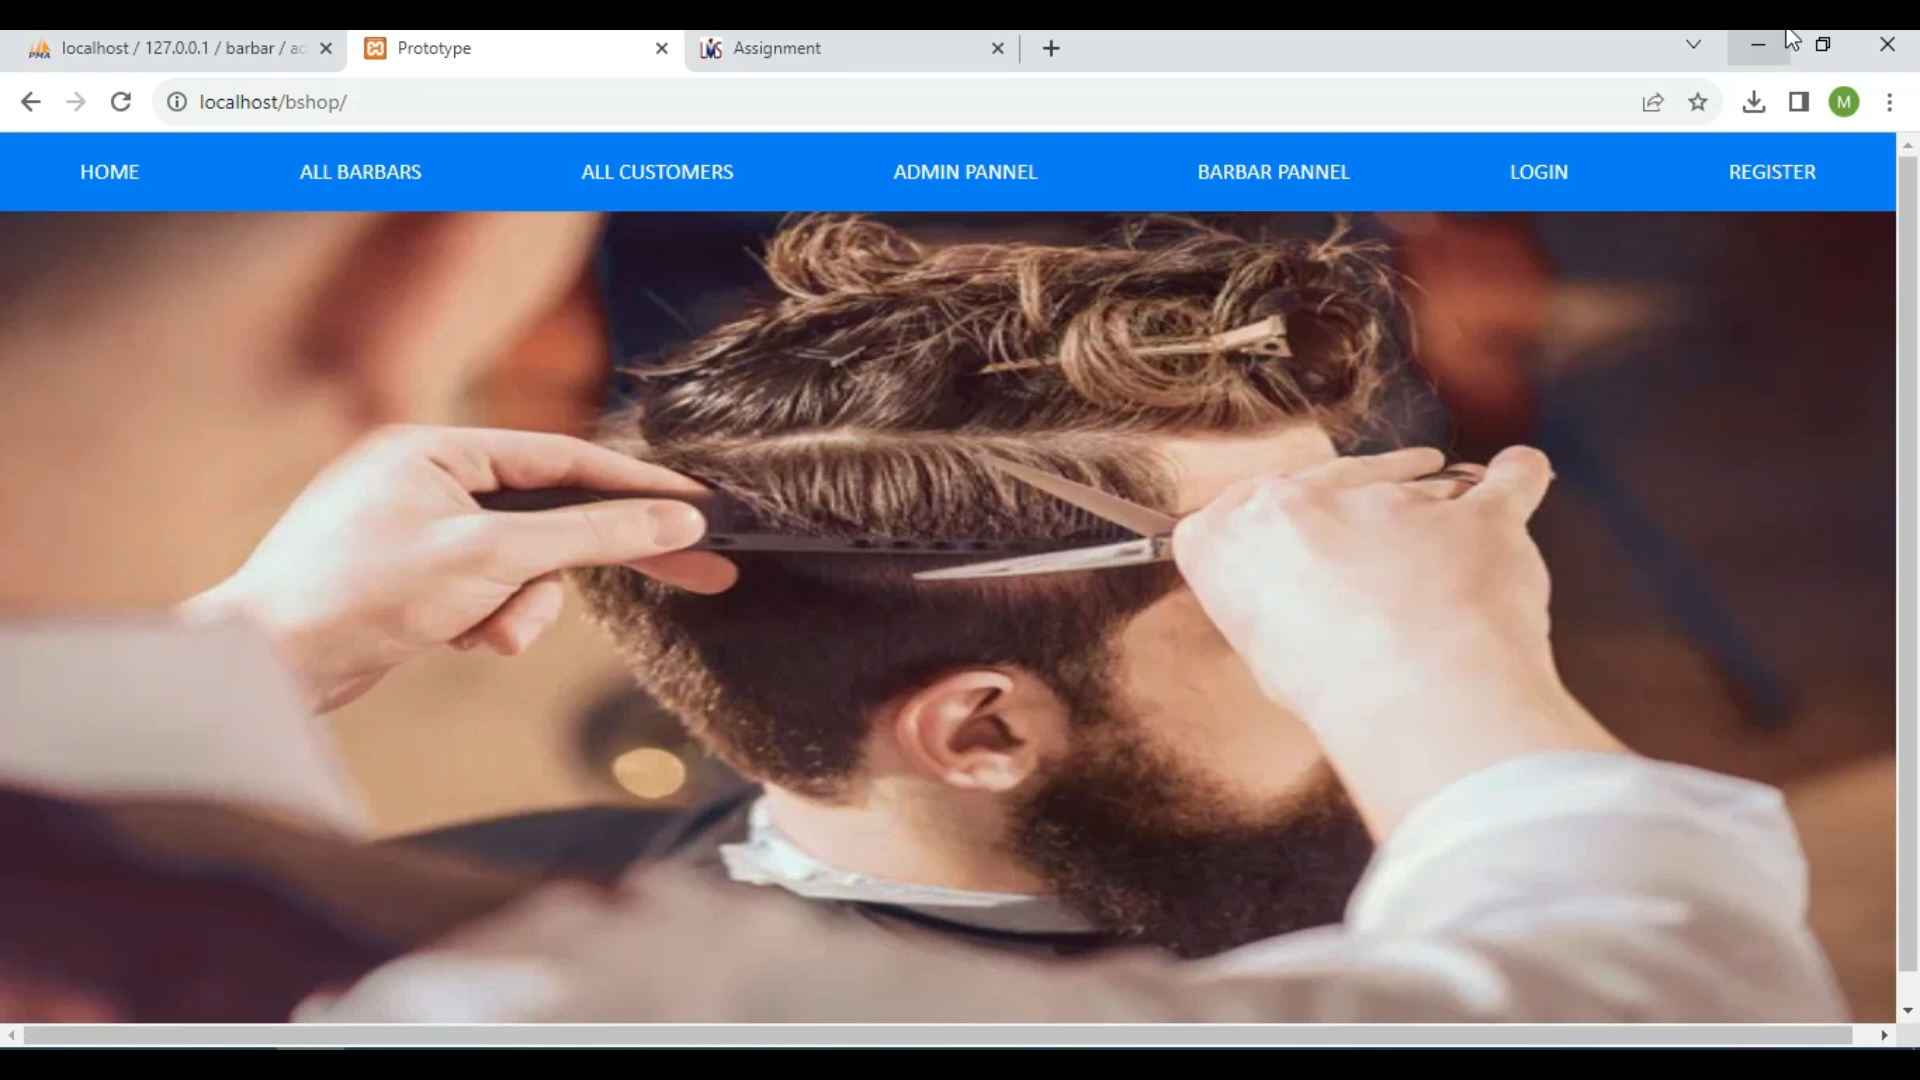 localhost / 127.0.0.1 / barbar / ad
Prototype
Assignment
localhost/bshop/
M
HOME
ALL BARBARS
ALL CUSTOMERS
ADMIN PANNEL
BARBAR PANNEL
LOGIN
REGISTER